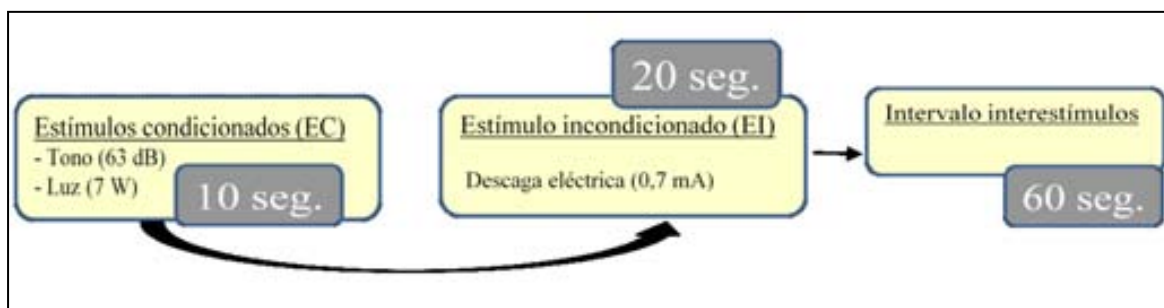 Estímulos condicionados (EC)
- Tono (63 dB)
- Luz (7 W)
10 seg.
20 seg.
Estímulo incondicionado (EI)
Descaga eléctrica (0,7 mA)
Intervalo interestímulos
60 seg.